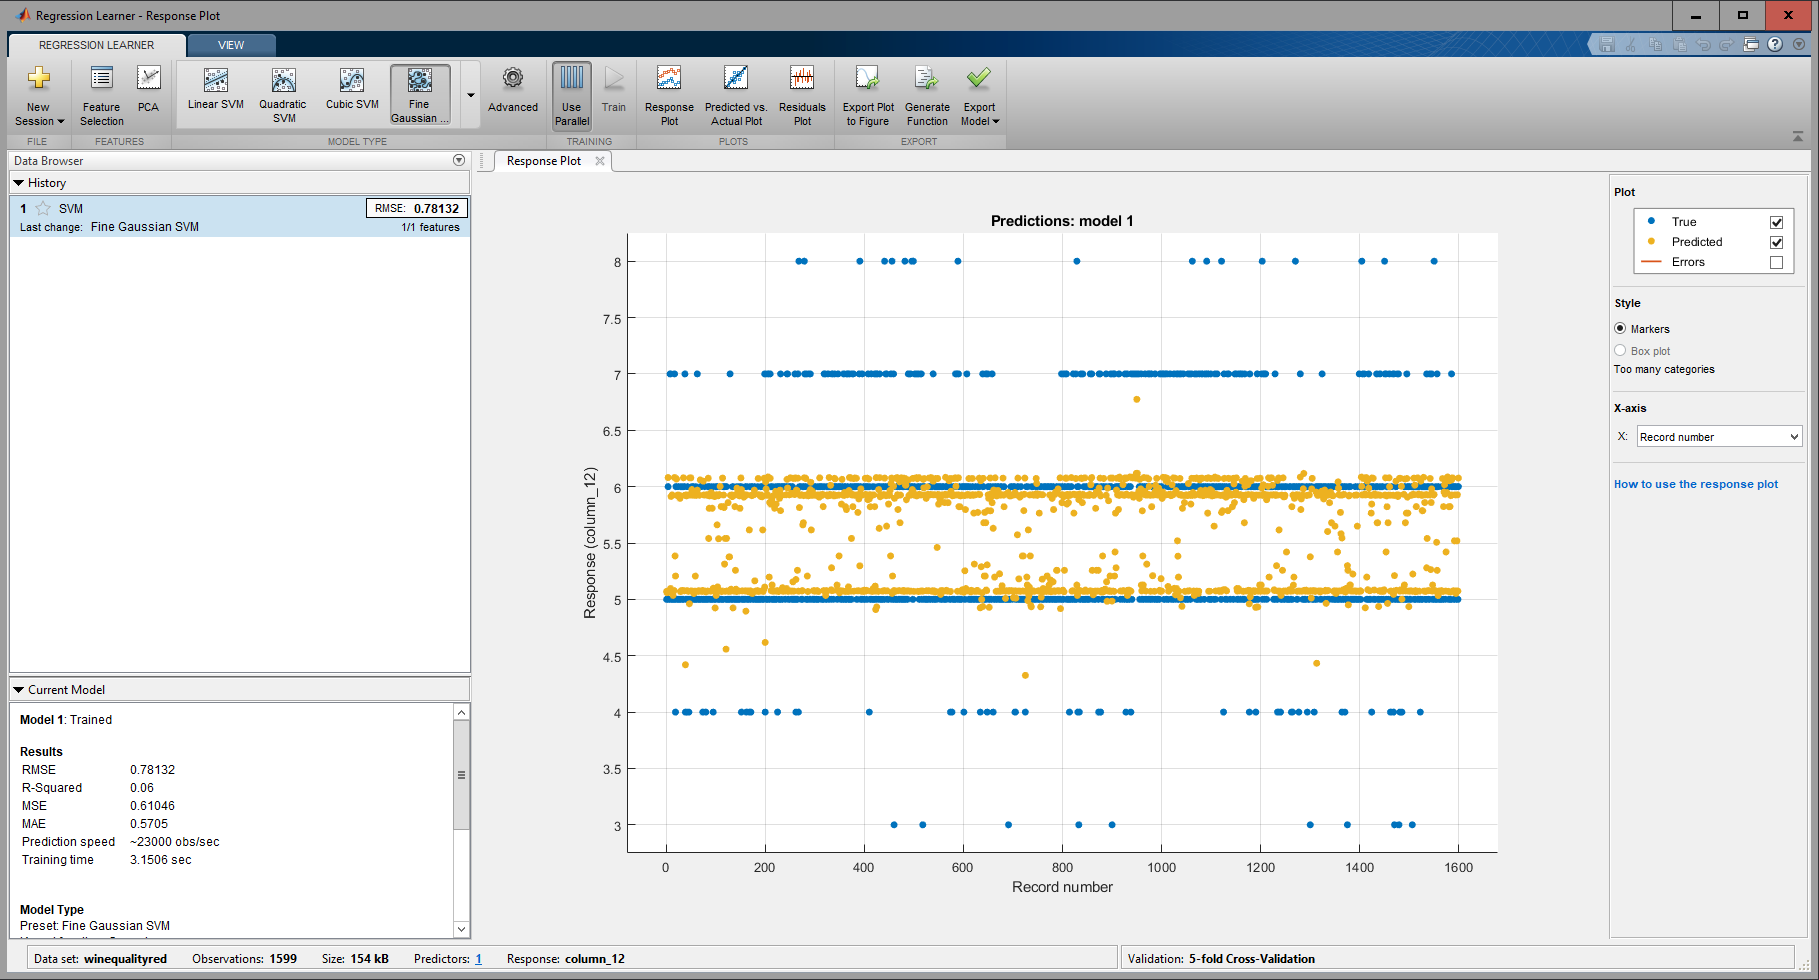 Regression Learner - Response Plot
REGRESSION LEARNER
VIEW
New Session
Feature Selection
PCA
Linear SVM
Quadratic SVM
Cubic SVM
Fine Gaussian ...
Advanced
Use Parallel
Train
Response Plot
Predicted vs. Actual Plot
Residuals Plot
Export Plot to Figure
Generate Function
Export Model
FILE
FEATURES
MODEL TYPE
TRAINING
PLOTS
EXPORT
Data Browser
History
1 SVM RMSE: 0.78132
Last change: Fine Gaussian SVM 1/1 features
Current Model
Model 1: Trained
Results
RMSE 0.78132
R-Squared 0.06
MSE 0.61046
MAE 0.5705
Prediction speed ~23000 obs/sec
Training time 3.1506 sec
Model Type
Preset: Fine Gaussian SVM
Response Plot
Predictions: model 1
8
7.5
7
6.5
6
5.5
5
4.5
4
3.5
3
Response (column_12)
0 200 400 600 800 1000 1200 1400 1600
Record number
Plot
True
Predicted
Errors
Style
Markers
Box plot
Too many categories
X-axis
X: Record number
How to use the response plot
Data set: winequalityred Observations: 1599 Size: 154 kB Predictors: 1 Response: column_12
Validation: 5-fold Cross-Validation